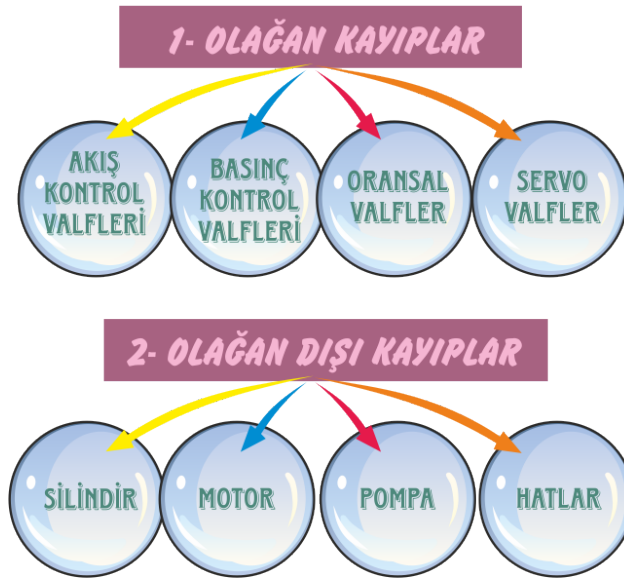 1- OLAĞAN KAYIPLAR
AKIŞ
KONTROL
VALFLERİ
BASINÇ
KONTROL
VALFLERİ
ORANSAL
VALFLER
SERVO
VALFLER
2- OLAĞAN DIŞI KAYIPLAR
SİLİNDİR
MOTOR
POMPA
HATLAR